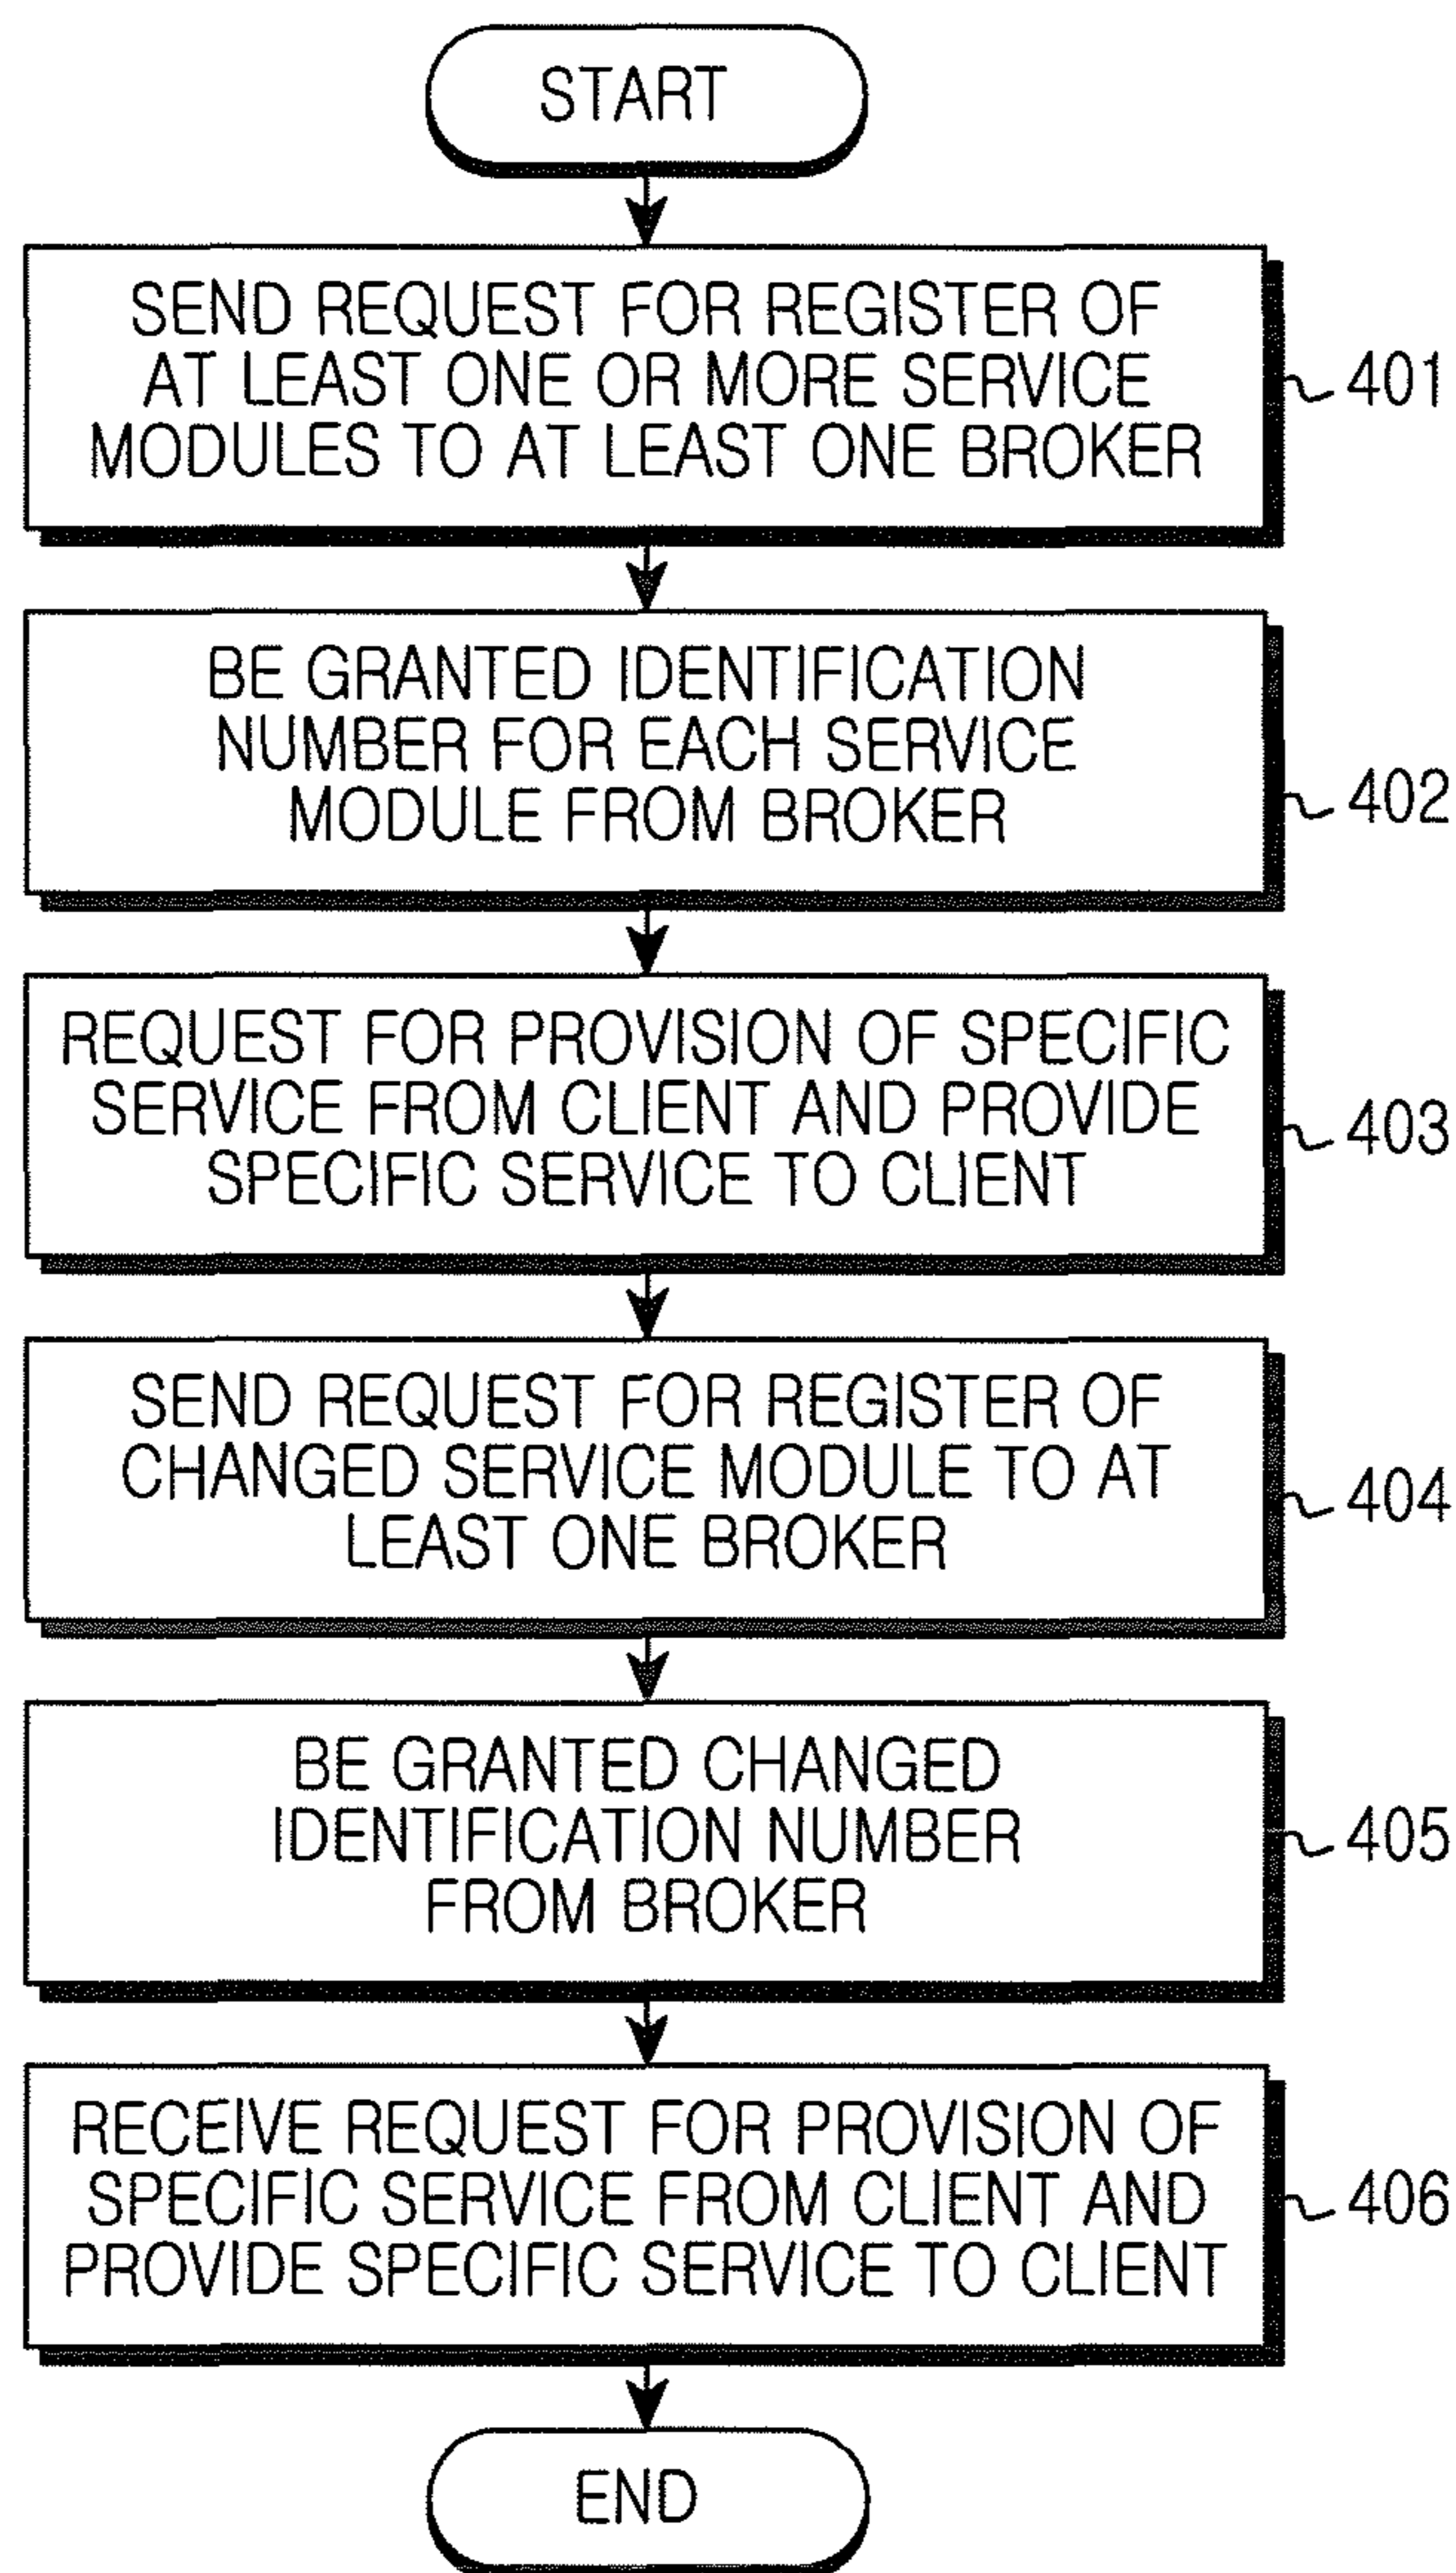 START
SEND REQUEST FOR REGISTER OF
AT LEAST ONE OR MORE SERVICE
MODULES TO AT LEAST ONE BROKER
401
BE GRANTED IDENTIFICATION
NUMBER FOR EACH SERVICE
MODULE FROM BROKER
402
REQUEST FOR PROVISION OF SPECIFIC
SERVICE FROM CLIENT AND PROVIDE
SPECIFIC SERVICE TO CLIENT
403
SEND REQUEST FOR REGISTER OF
CHANGED SERVICE MODULE TO AT
LEAST ONE BROKER
404
BE GRANTED CHANGED
IDENTIFICATION NUMBER
FROM BROKER
405
RECEIVE REQUEST FOR PROVISION OF
SPECIFIC SERVICE FROM CLIENT AND
PROVIDE SPECIFIC SERVICE TO CLIENT
406
END